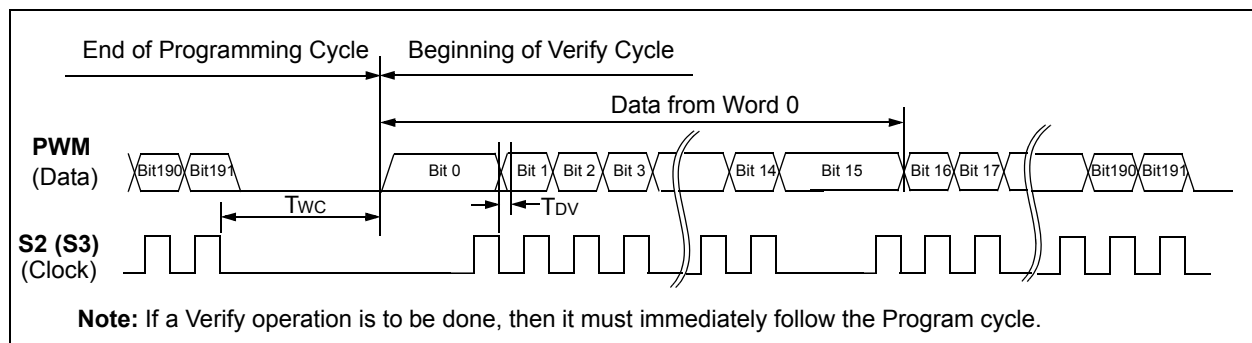 End of Programming Cycle Beginning of Verify Cycle
Data from Word 0
PWM
(Data)
Bit190 Bit191 Bit 0 Bit 1 Bit 2 Bit 3 Bit 14 Bit 15 Bit 16 Bit 17 Bit190 Bit191
TWC TDV
S2 (S3)
(Clock)
Note: If a Verify operation is to be done, then it must immediately follow the Program cycle.